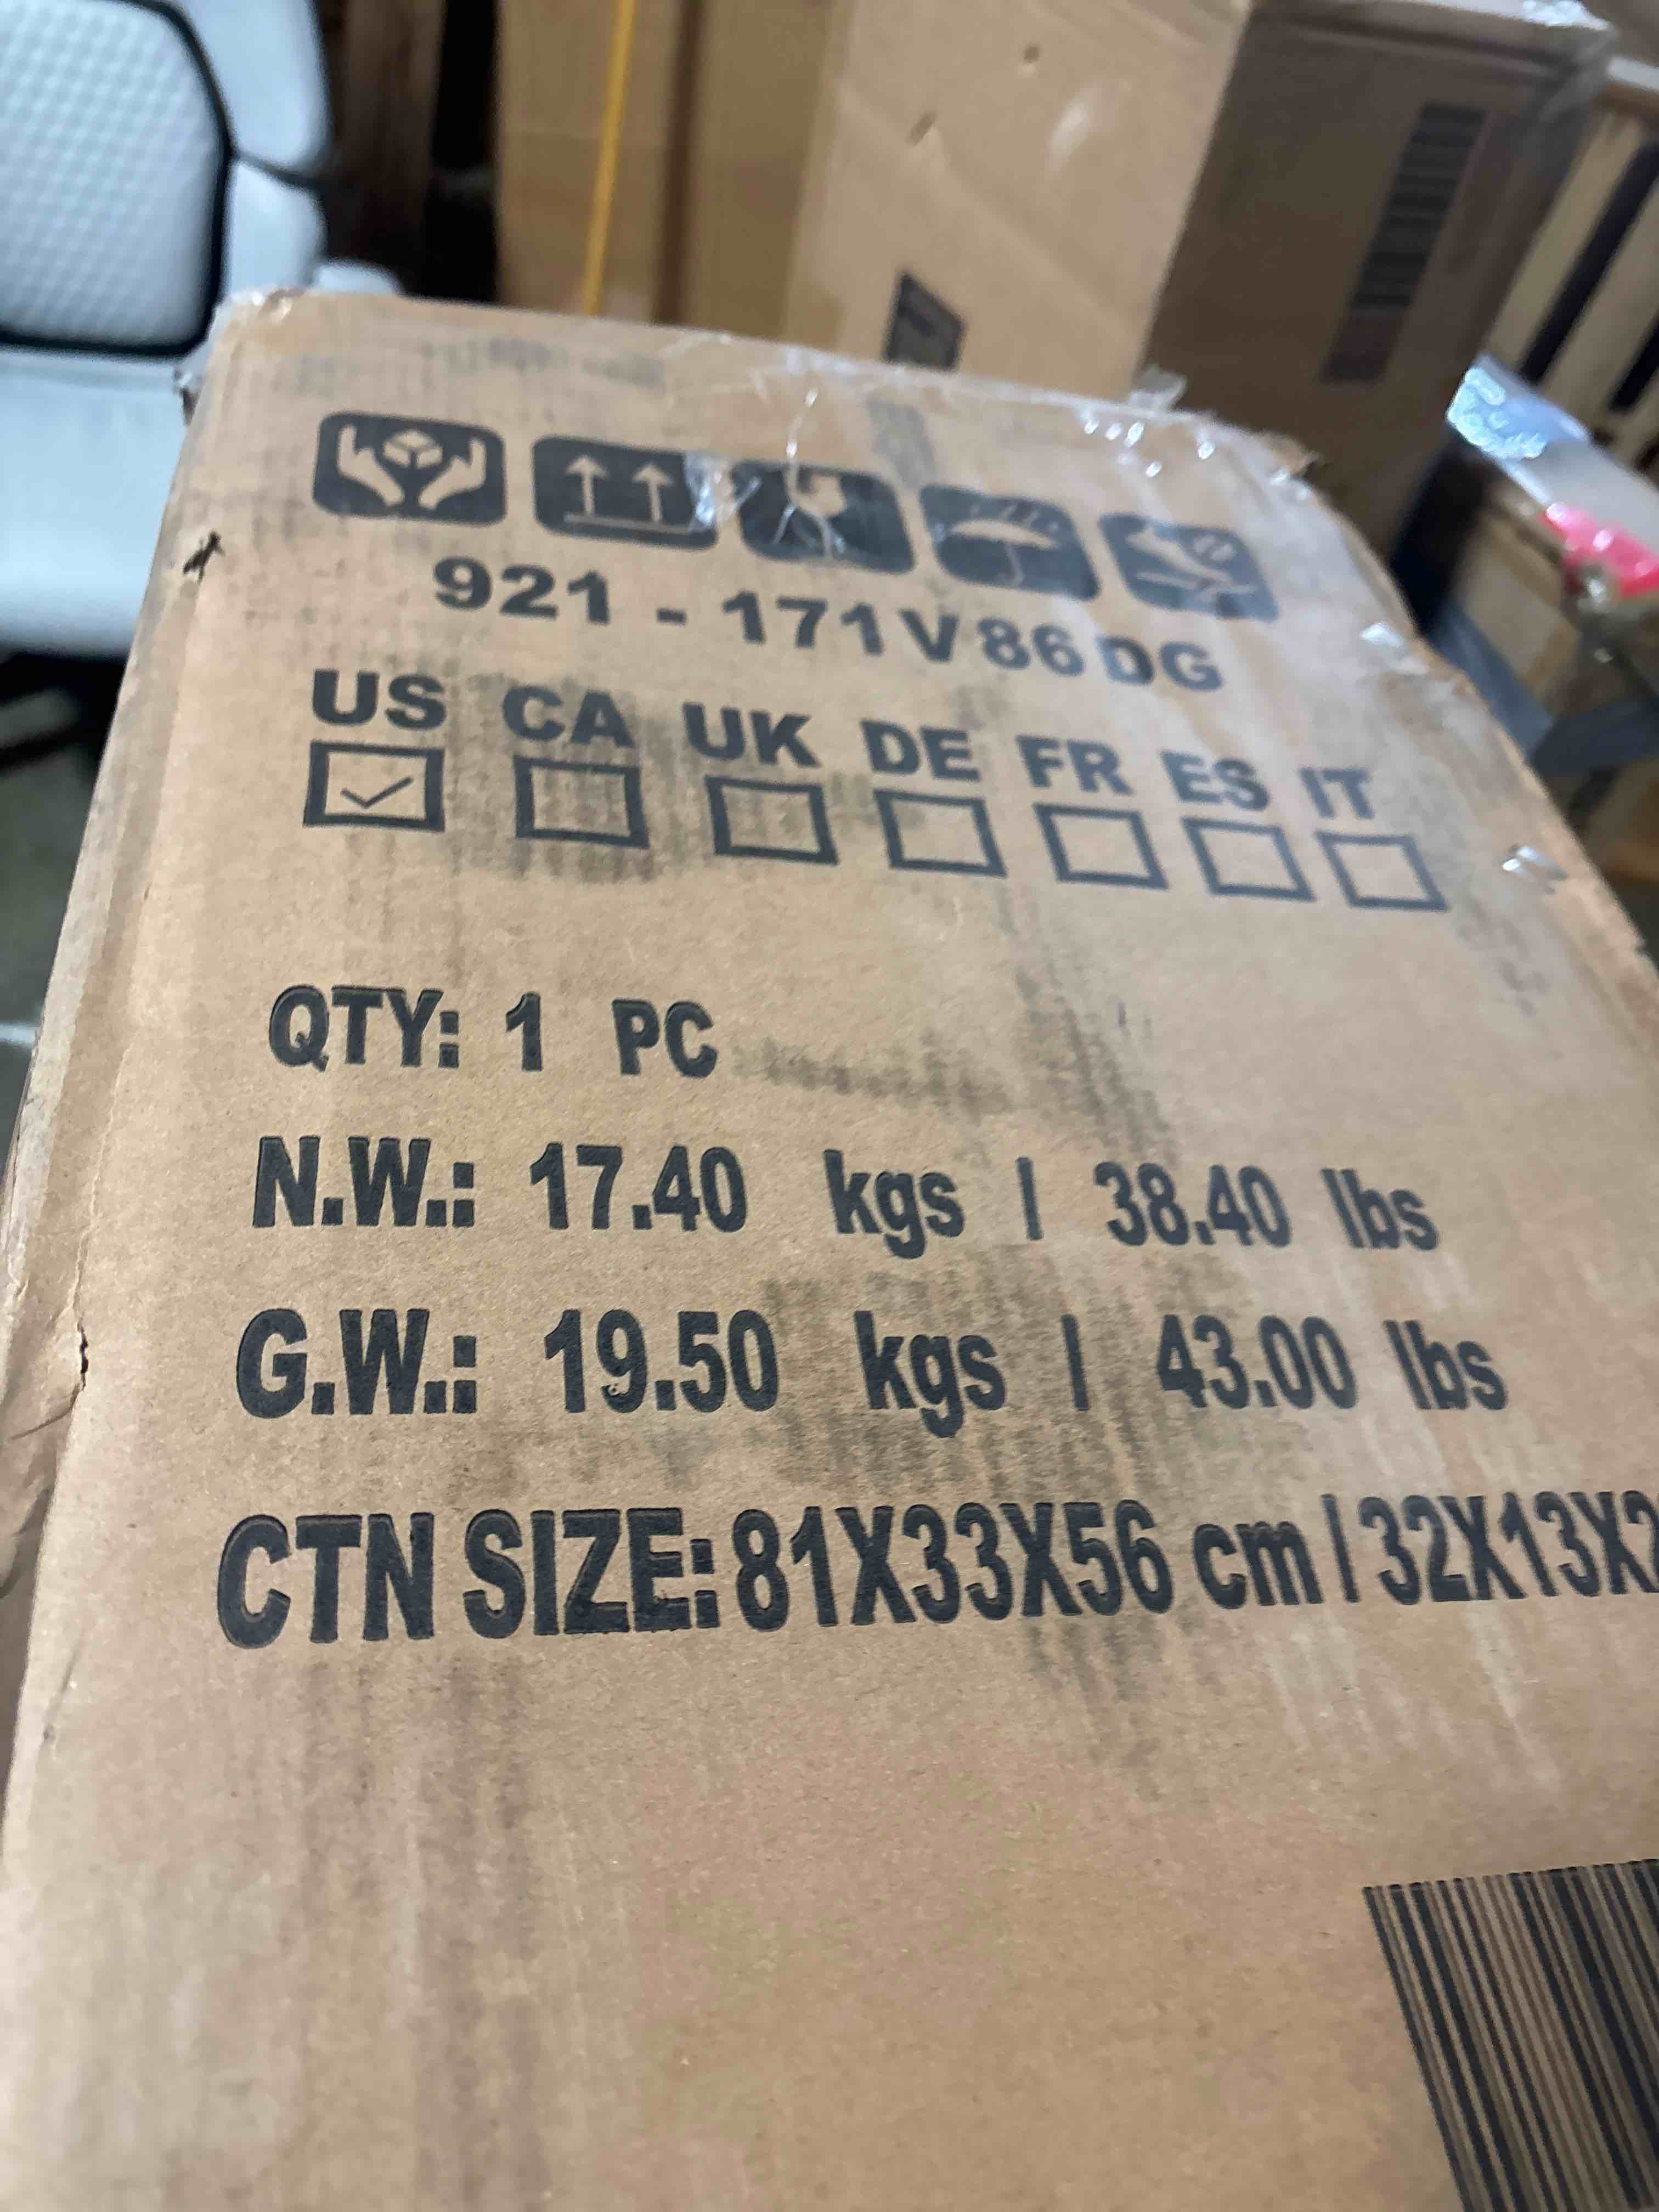 921 - 171V86DG
US CA UK DE FR ES IT
QTY: 1 PC
N.W.: 17.40 kgs / 38.40 lbs
G.W.: 19.50 kgs / 43.00 lbs
CTN SIZE: 81X33X56 cm / 32X13X2